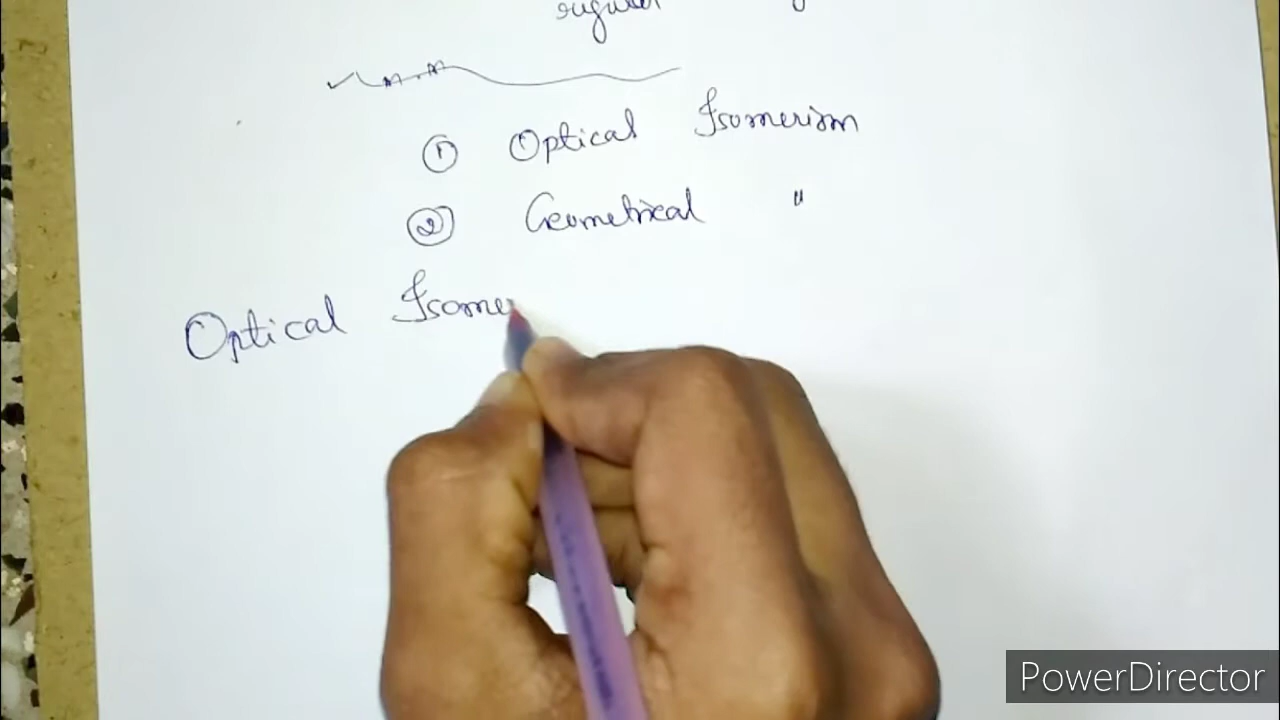 ① Optical Isomerism
② Geometrical "
Optical Isome
PowerDirector